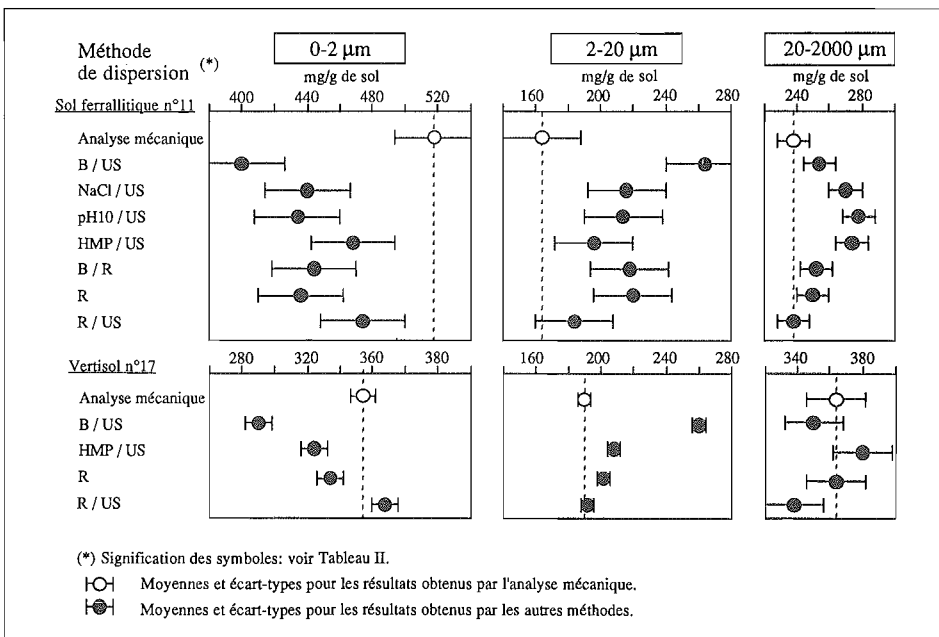 Méthode
de dispersion (*)
0-2 µm
2-20 µm
20-2000 µm
mg/g de sol
mg/g de sol
mg/g de sol
Sol ferrallitique n°11
400 440 480 520
160 200 240 280
240 280
Analyse mécanique
B / US
NaCl / US
pH10 / US
HMP / US
B / R
R
R / US
Vertisol n°17
280 320 360 380
160 200 240 280
340 380
Analyse mécanique
B / US
HMP / US
R
R / US
(*) Signification des symboles: voir Tableau II.
Moyennes et écart-types pour les résultats obtenus par l'analyse mécanique.
Moyennes et écart-types pour les résultats obtenus par les autres méthodes.